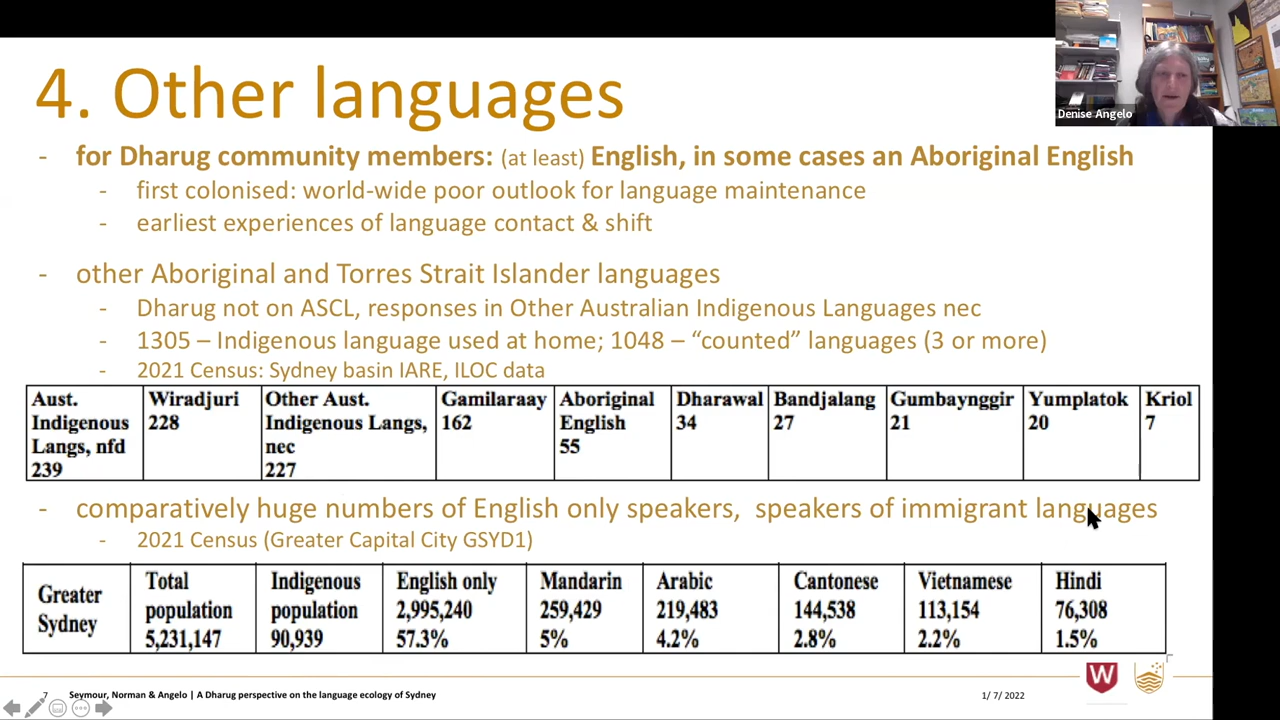 4. Other languages
Denise Angelo
- for Dharug community members: (at least) English, in some cases an Aboriginal English
- first colonised: world-wide poor outlook for language maintenance
- earliest experiences of language contact & shift
- other Aboriginal and Torres Strait Islander languages
- Dharug not on ASCL, responses in Other Australian Indigenous Languages nec
- 1305 – Indigenous language used at home; 1048 – “counted” languages (3 or more)
- 2021 Census: Sydney basin IARE, ILOC data
Aust. Indigenous Langs, nfd 239
Wiradjuri 228
Other Aust. Indigenous Langs, nec 227
Gamilaraay 162
Aboriginal English 55
Dharawal 34
Bandjalang 27
Gumbaynggir 21
Yumplatok 20
Kriol 7
- comparatively huge numbers of English only speakers, speakers of immigrant languages
- 2021 Census (Greater Capital City GSYD1)
Greater Sydney
Total population 5,231,147
Indigenous population 90,939
English only 2,995,240 57.3%
Mandarin 259,429 5%
Arabic 219,483 4.2%
Cantonese 144,538 2.8%
Vietnamese 113,154 2.2%
Hindi 76,308 1.5%
7 Seymour, Norman & Angelo | A Dharug perspective on the language ecology of Sydney 1/ 7/ 2022
W